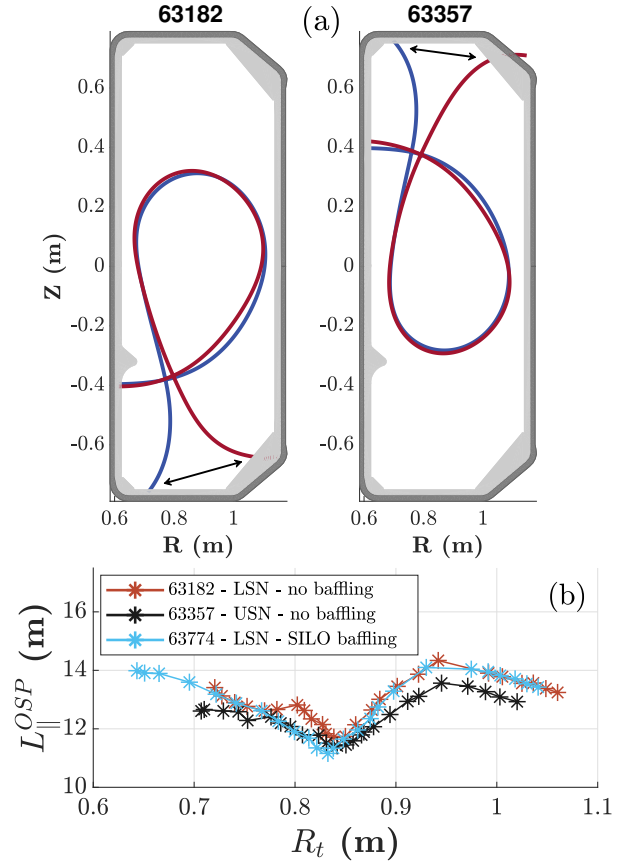 63182 (a) 63357
0.6
0.4
0.2
0
-0.2
-0.4
-0.6
Z (m)
0.6 0.8 1
R (m)
0.6
0.4
0.2
0
-0.2
-0.4
-0.6
0.6 0.8 1
R (m)
(b)
63182 - LSN - no baffling
63357 - USN - no baffling
63774 - LSN - SILO baffling
16
14
12
10
L∥^OSP (m)
0.6 0.7 0.8 0.9 1 1.1
R_t (m)